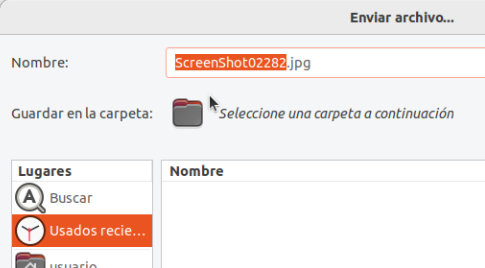 Enviar archivo...
Nombre:
ScreenShot02282.jpg
Guardar en la carpeta:
Seleccione una carpeta a continuación
Lugares
Nombre
Buscar
Usados recie...
usuario